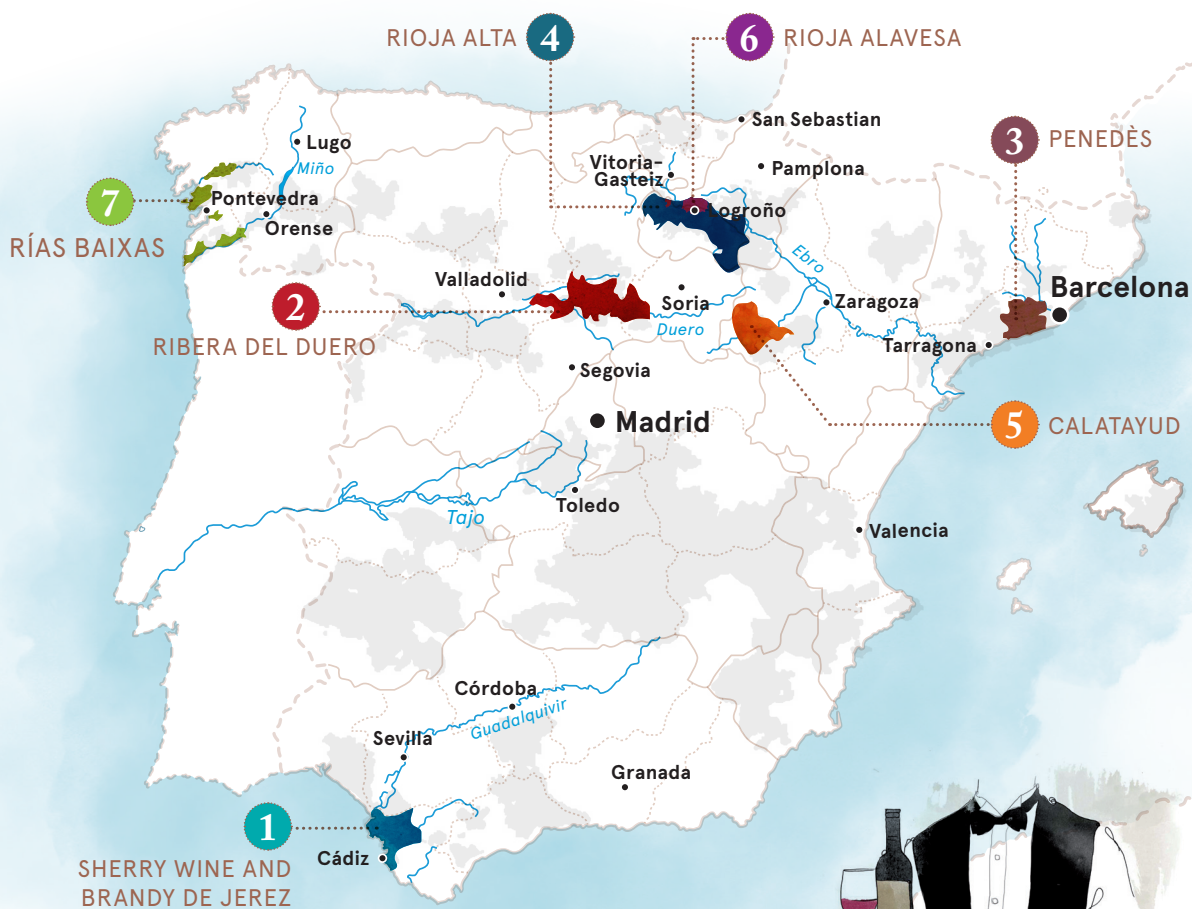 RIOJA ALTA 4
6 RIOJA ALAVESA
San Sebastian
3 PENEDÈS
Lugo
Vitoria-
Gasteiz
Pamplona
Miño
7
Pontevedra
Logroño
Orense
RÍAS BAIXAS
Ebro
Valladolid
Barcelona
2
Soria
Zaragoza
Duero
RIBERA DEL DUERO
Tarragona
Segovia
Madrid
5 CALATAYUD
Toledo
Tajo
Valencia
Córdoba
Guadalquivir
Sevilla
Granada
1
Cádiz
SHERRY WINE AND
BRANDY DE JEREZ